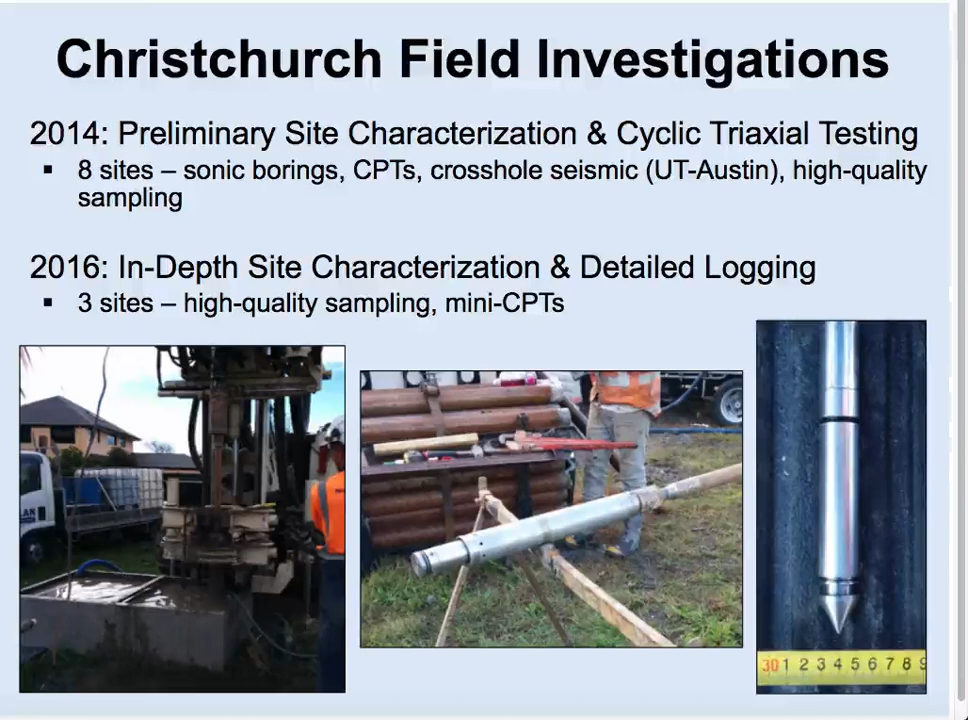 Christchurch Field Investigations
2014: Preliminary Site Characterization & Cyclic Triaxial Testing
▪ 8 sites – sonic borings, CPTs, crosshole seismic (UT-Austin), high-quality
sampling
2016: In-Depth Site Characterization & Detailed Logging
▪ 3 sites – high-quality sampling, mini-CPTs
LAN
30 1 2 3 4 5 6 7 8 9